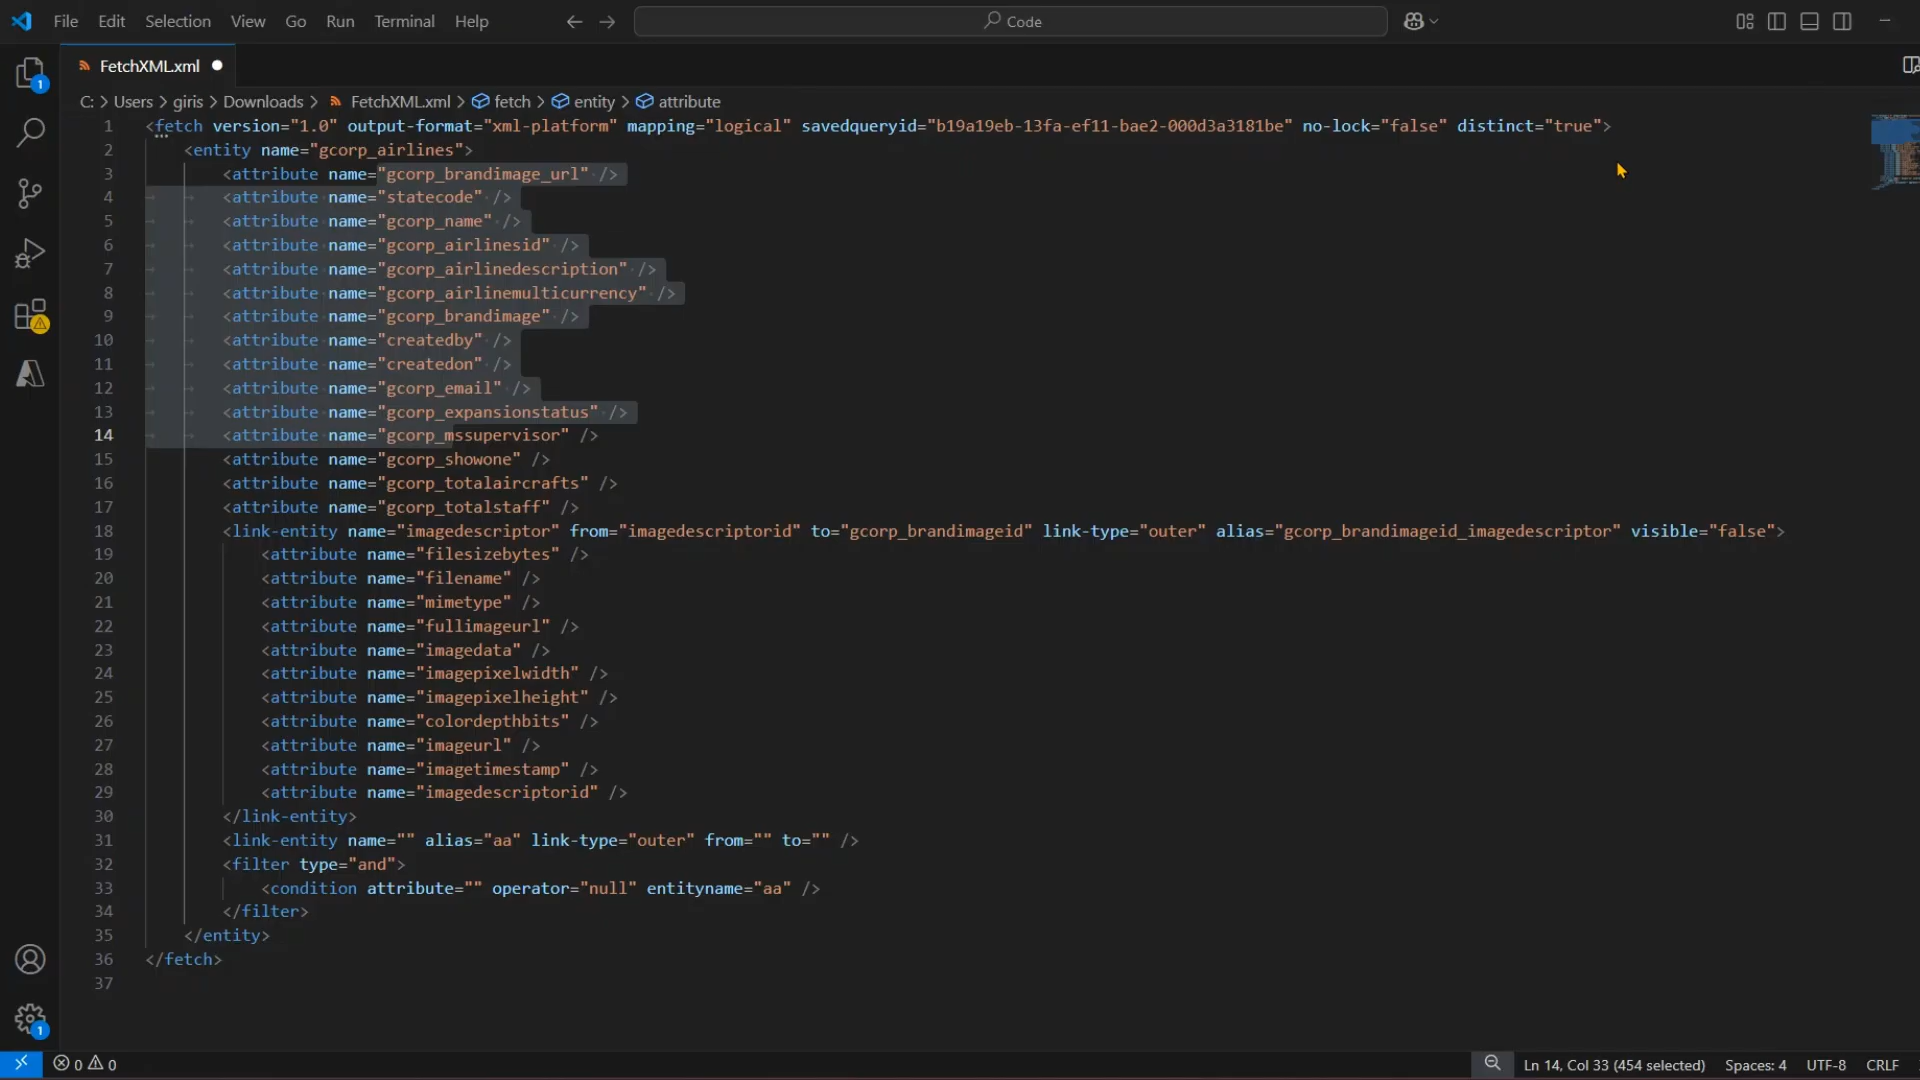 File Edit Selection View Go Run Terminal Help Code
FetchXML.xml
C: > Users > giris > Downloads > FetchXML.xml > fetch > entity > attribute
1 <fetch version="1.0" output-format="xml-platform" mapping="logical" savedqueryid="b19a19eb-13fa-ef11-bae2-000d3a3181be" no-lock="false" distinct="true">
2 <entity name="gcorp_airlines">
3 <attribute name="gcorp_brandimage_url" />
4 <attribute name="statecode" />
5 <attribute name="gcorp_name" />
6 <attribute name="gcorp_airlinesid" />
7 <attribute name="gcorp_airlinedescription" />
8 <attribute name="gcorp_airlinemulticurrency" />
9 <attribute name="gcorp_brandimage" />
10 <attribute name="createdby" />
11 <attribute name="createdon" />
12 <attribute name="gcorp_email" />
13 <attribute name="gcorp_expansionstatus" />
14 <attribute name="gcorp_mssupervisor" />
15 <attribute name="gcorp_showone" />
16 <attribute name="gcorp_totalaircrafts" />
17 <attribute name="gcorp_totalstaff" />
18 <link-entity name="imagedescriptor" from="imagedescriptorid" to="gcorp_brandimageid" link-type="outer" alias="gcorp_brandimageid_imagedescriptor" visible="false">
19 <attribute name="filesizebytes" />
20 <attribute name="filename" />
21 <attribute name="mimetype" />
22 <attribute name="fullimageurl" />
23 <attribute name="imagedata" />
24 <attribute name="imagepixelwidth" />
25 <attribute name="imagepixelheight" />
26 <attribute name="colordepthbits" />
27 <attribute name="imageurl" />
28 <attribute name="imagetimestamp" />
29 <attribute name="imagedescriptorid" />
30 </link-entity>
31 <link-entity name="" alias="aa" link-type="outer" from="" to="" />
32 <filter type="and">
33 <condition attribute="" operator="null" entityname="aa" />
34 </filter>
35 </entity>
36 </fetch>
37
1
1
0 0 Ln 14, Col 33 (454 selected) Spaces: 4 UTF-8 CRLF